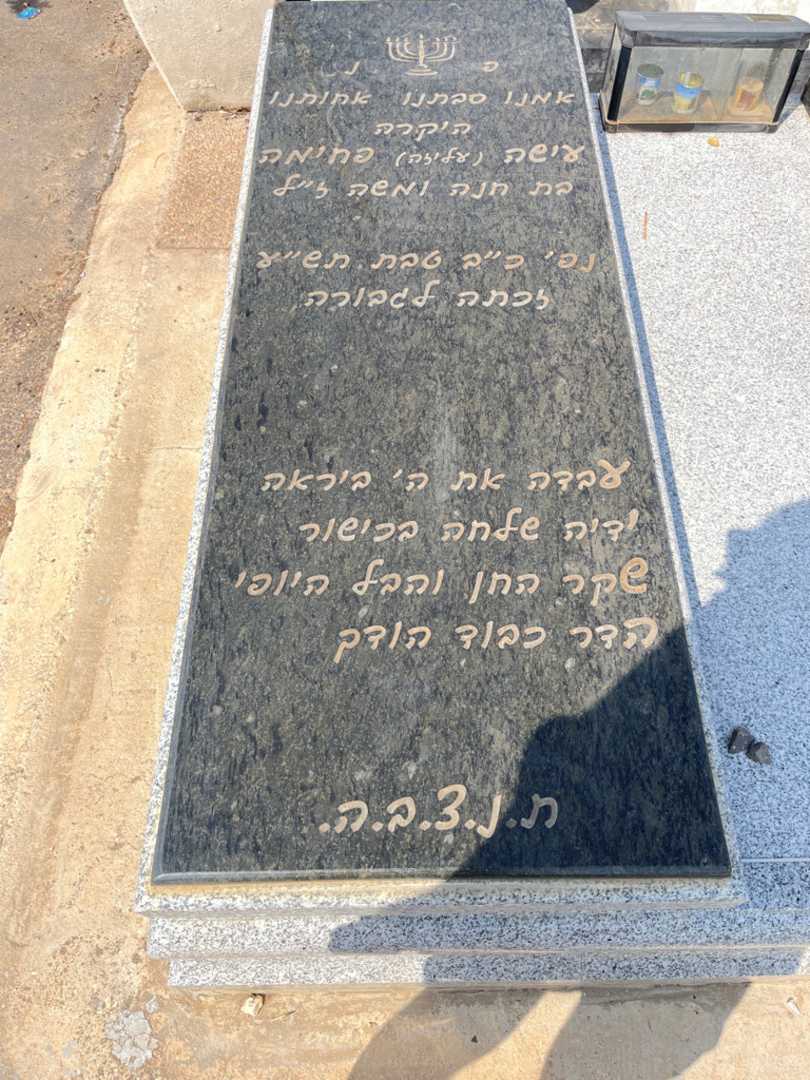 פ נ
אמנו סבתנו אחותנו
היקרה
עישה (עליזה) פחימה
בת חנה ומשה ז"ל
נפ' כ"ב טבת תש"ע
זכתה לגבורה
עבדה את ה' ביראה
ידיה שלחה בכישור
שקר החן והבל היופי
הדר כבוד הודך
ת.נ.צ.ב.ה.